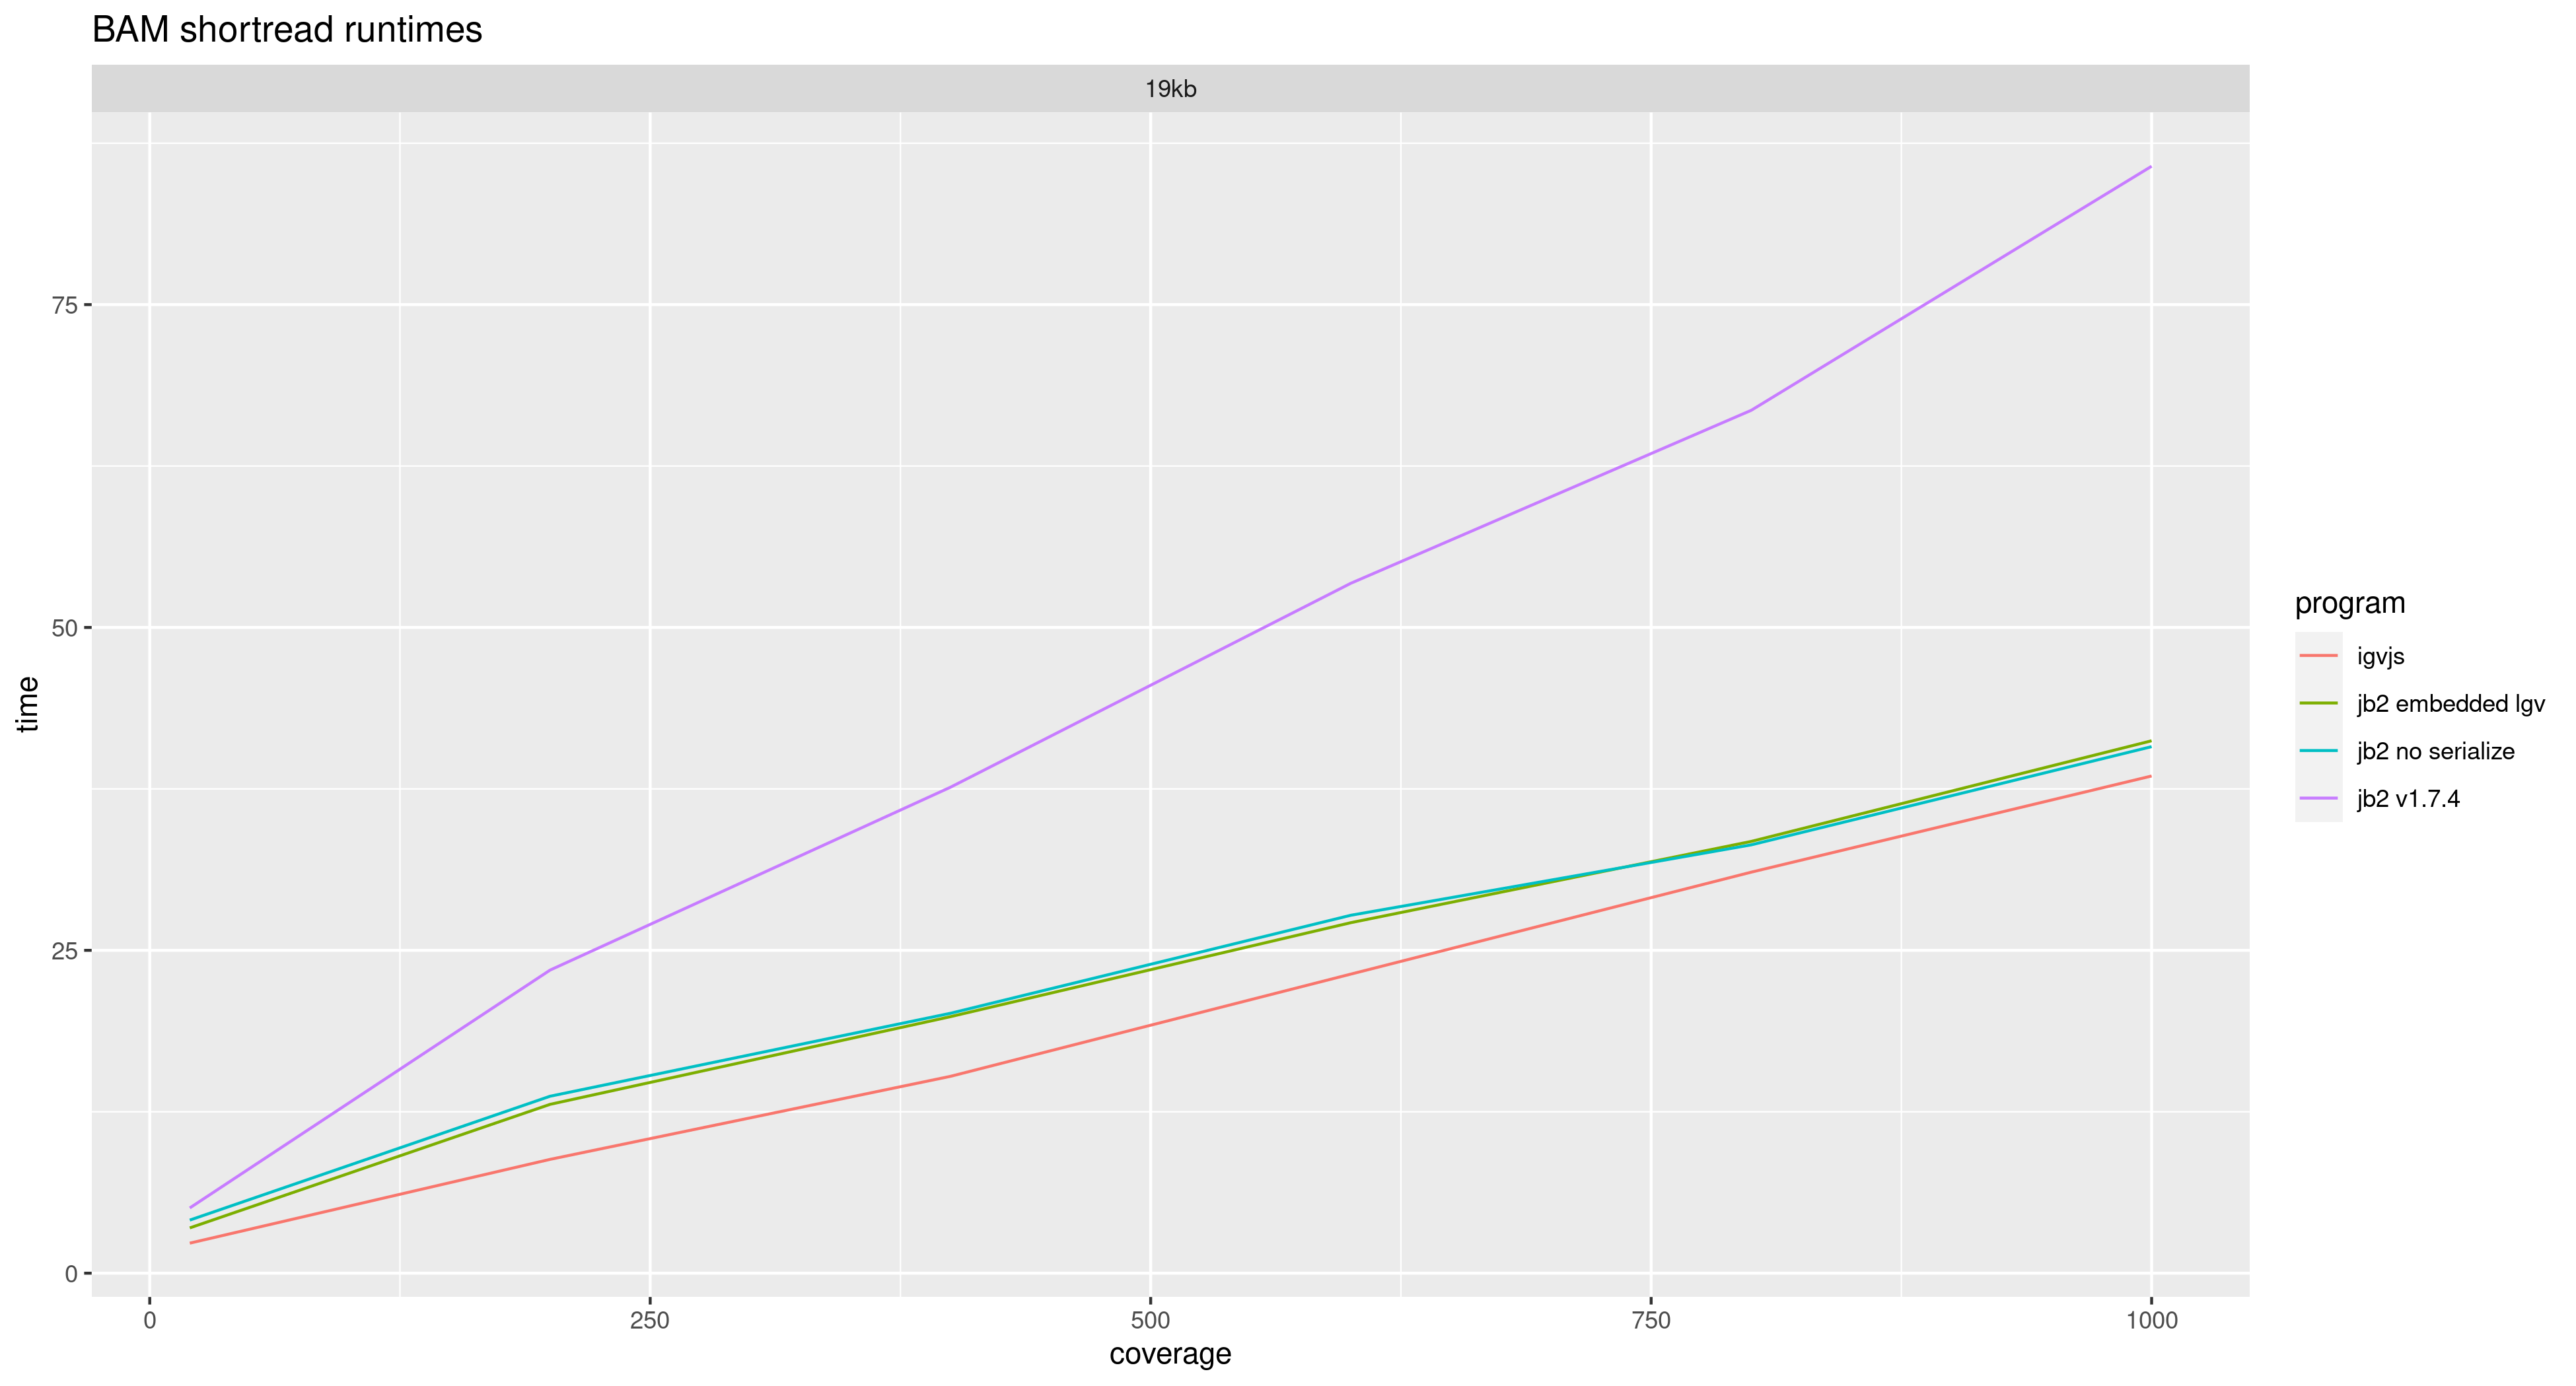 BAM shortread runtimes
19kb
75
50
25
0
time
0 250 500 750 1000
coverage
program
igvjs
jb2 embedded lgv
jb2 no serialize
jb2 v1.7.4